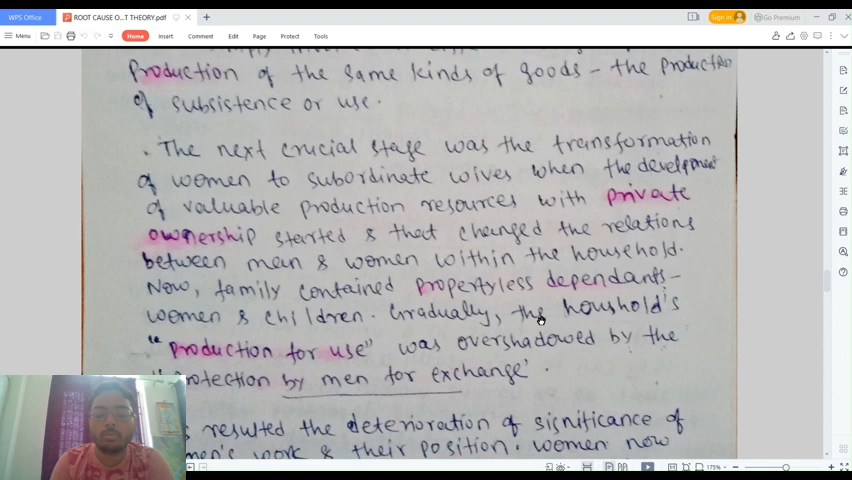 WPS Office
ROOT CAUSE O...T THEORY.pdf
Sign in
Go Premium
Menu
Home
Insert
Comment
Edit
Page
Protect
Tools
Production of the same kinds of goods – the production
of subsistence or use.
. The next crucial stage was the transformation
of women to subordinate wives when the development
of valuable production resources with private
ownership started & that changed the relations
between men & women within the household.
Now, family contained propertyless dependants–
women & children. Gradually, the houshold's
"production for use" was overshadowed by the
by men for exchange'.
resulted the deterioration of significance of
work & their position. women now
175%